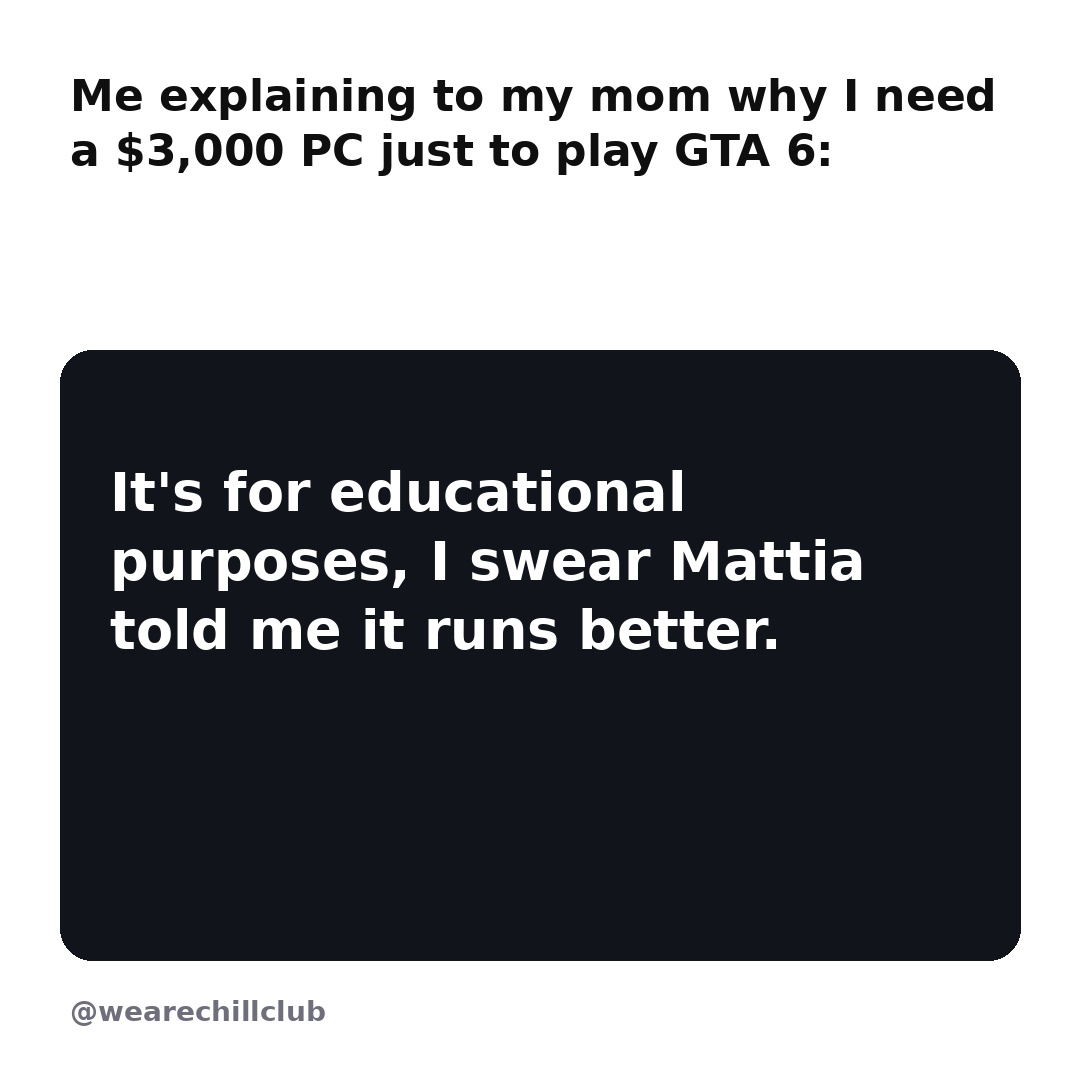 Me explaining to my mom why I need
a $3,000 PC just to play GTA 6:
It's for educational
purposes, I swear Mattia
told me it runs better.
@wearechillclub